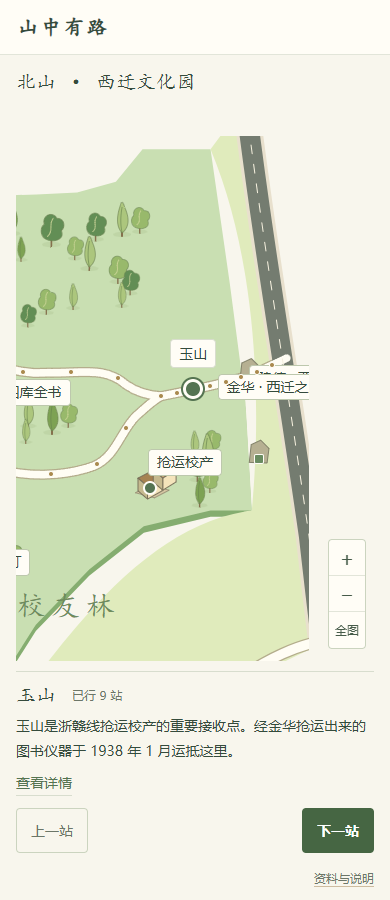 山中有路
北山 • 西迁文化园
玉山
金华 · 西迁之
库全书
抢运校产
校友林
+
−
全图
玉山 已行 9 站
玉山是浙赣线抢运校产的重要接收点。经金华抢运出来的
图书仪器于 1938 年 1 月运抵这里。
查看详情
上一站 下一站
资料与说明